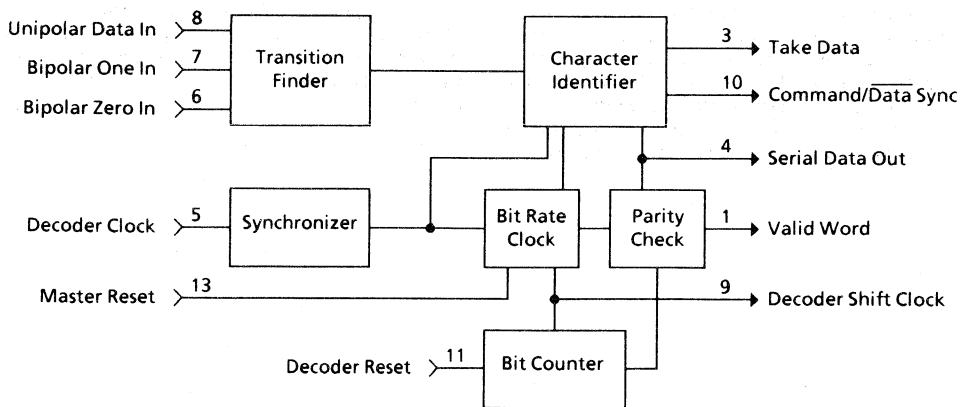 Unipolar Data In
8
Bipolar One In
7
Bipolar Zero In
6
Transition
Finder
Character
Identifier
3
Take Data
10
Command/Data Sync
4
Serial Data Out
Decoder Clock
5
Synchronizer
Bit Rate
Clock
Parity
Check
1
Valid Word
Master Reset
13
9
Decoder Shift Clock
Decoder Reset
11
Bit Counter